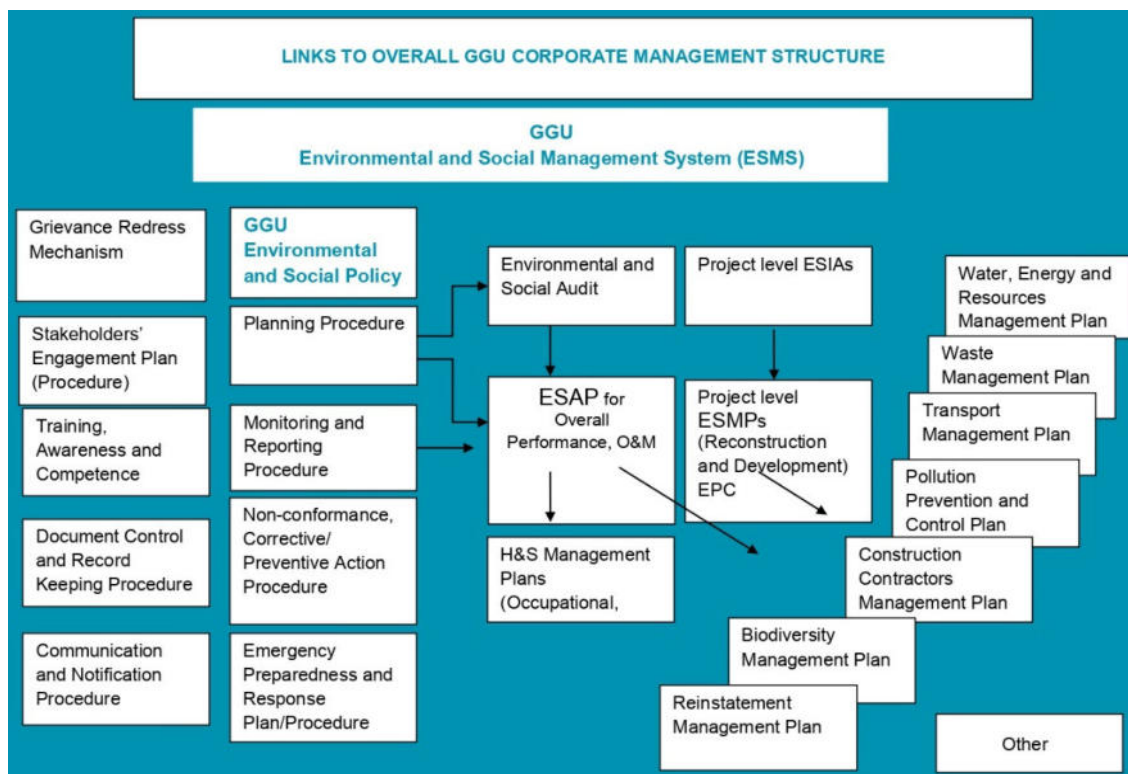 LINKS TO OVERALL GGU CORPORATE MANAGEMENT STRUCTURE
GGU
Environmental and Social Management System (ESMS)
Grievance Redress
Mechanism
Stakeholders’
Engagement Plan
(Procedure)
Training,
Awareness and
Competence
Document Control
and Record
Keeping Procedure
Communication
and Notification
Procedure
GGU
Environmental
and Social Policy
Planning Procedure
Monitoring and
Reporting
Procedure
Non-conformance,
Corrective/
Preventive Action
Procedure
Emergency
Preparedness and
Response
Plan/Procedure
Environmental and
Social Audit
ESAP for
Overall
Performance, O&M
H&S Management
Plans
(Occupational,
Project level ESIAs
Project level
ESMPs
(Reconstruction
and Development)
EPC
Water, Energy and
Resources
Management Plan
Waste
Management Plan
Transport
Management Plan
Pollution
Prevention and
Control Plan
Construction
Contractors
Management Plan
Biodiversity
Management Plan
Reinstatement
Management Plan
Other